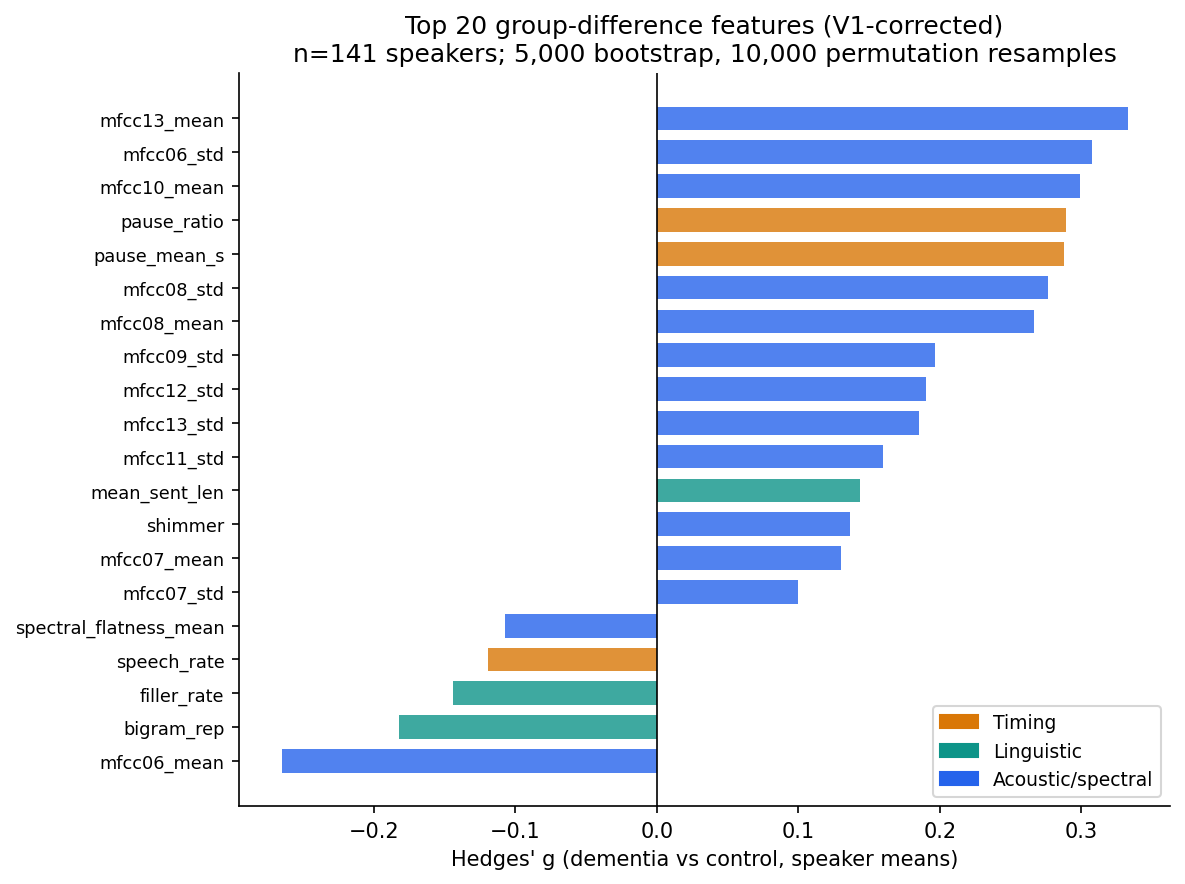 Top 20 group-difference features (V1-corrected)
n=141 speakers; 5,000 bootstrap, 10,000 permutation resamples
mfcc13_mean
mfcc06_std
mfcc10_mean
pause_ratio
pause_mean_s
mfcc08_std
mfcc08_mean
mfcc09_std
mfcc12_std
mfcc13_std
mfcc11_std
mean_sent_len
shimmer
mfcc07_mean
mfcc07_std
spectral_flatness_mean
speech_rate
filler_rate
bigram_rep
mfcc06_mean
Timing
Linguistic
Acoustic/spectral
−0.2 −0.1 0.0 0.1 0.2 0.3
Hedges' g (dementia vs control, speaker means)